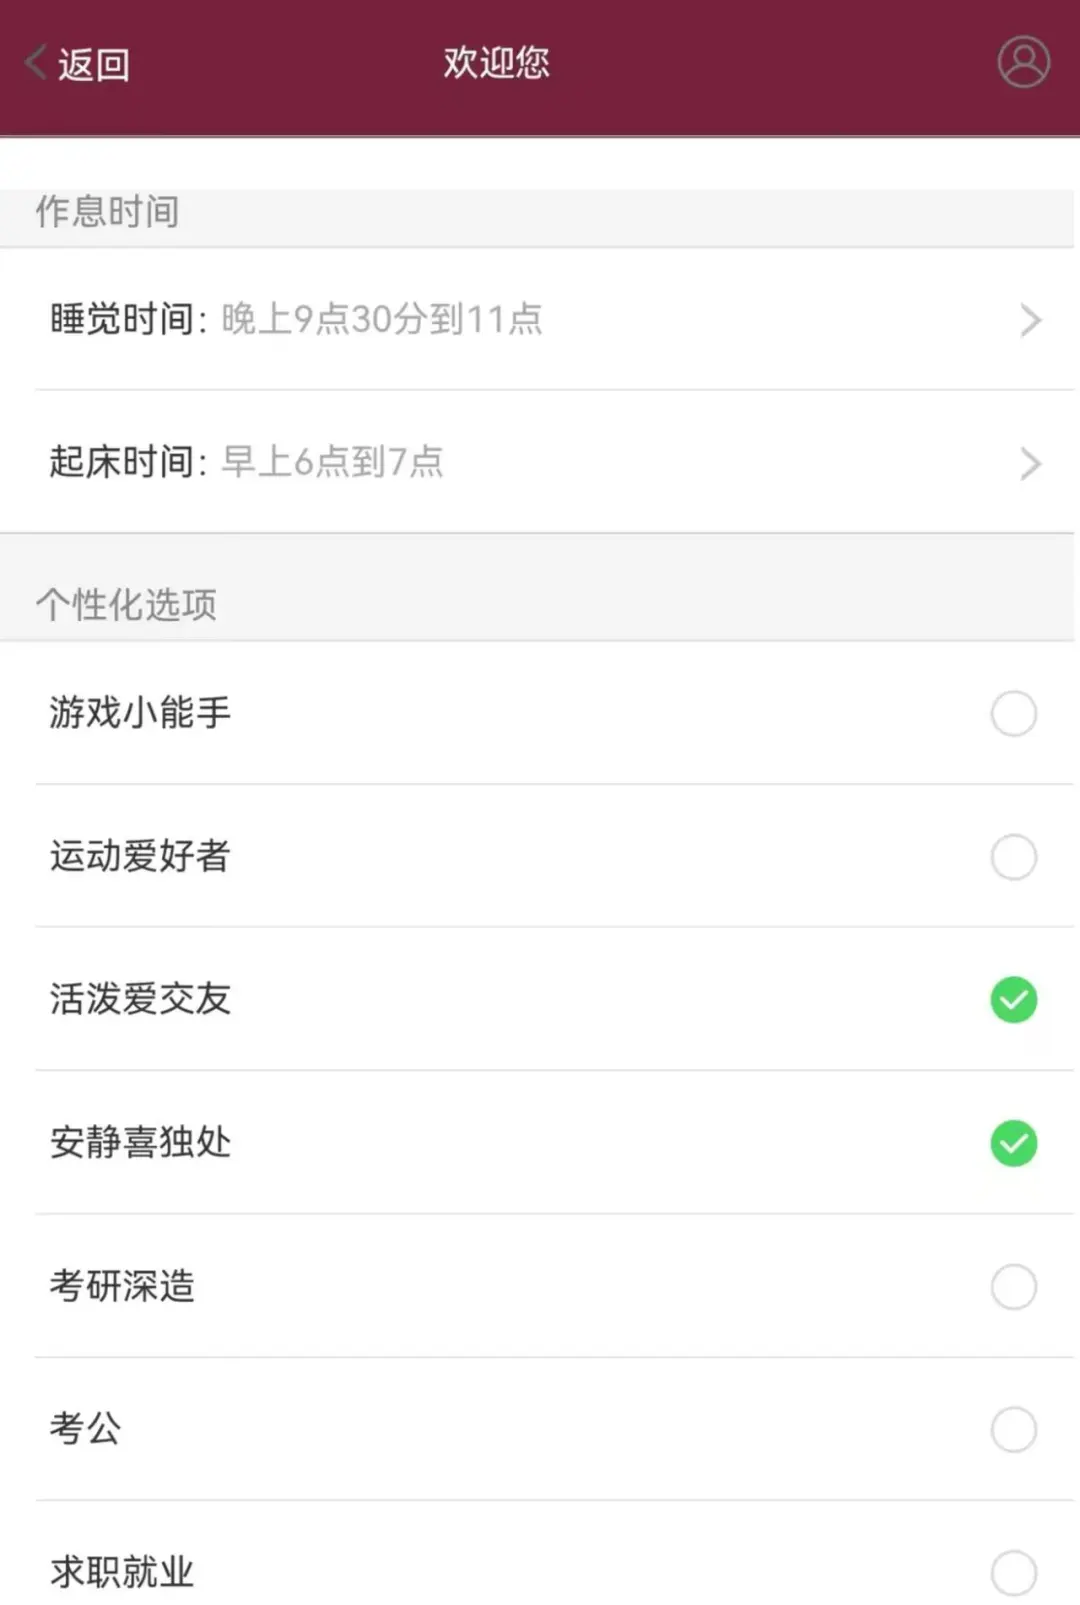 返回
欢迎您
作息时间
睡觉时间: 晚上9点30分到11点
起床时间: 早上6点到7点
个性化选项
游戏小能手
运动爱好者
活泼爱交友
安静喜独处
考研深造
考公
求职就业